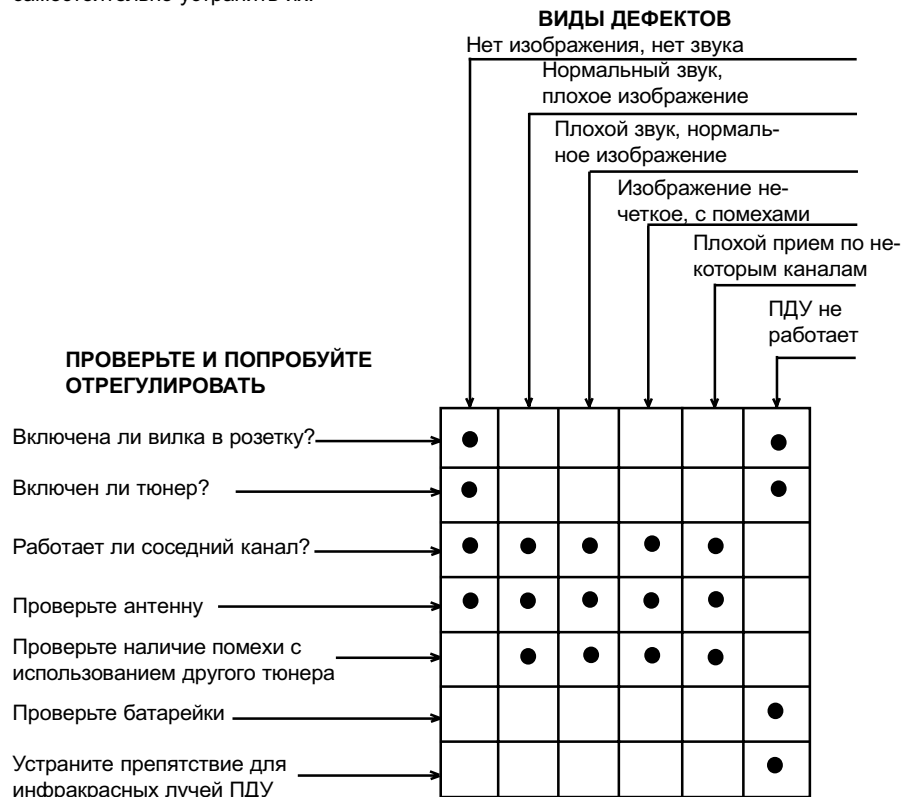 самостоятельно устранить их.
ВИДЫ ДЕФЕКТОВ
Нет изображения, нет звука
Нормальный звук,
плохое изображение
Плохой звук, нормаль-
ное изображение
Изображение не-
четкое, с помехами
Плохой прием по не-
которым каналам
ПДУ не
работает
ПРОВЕРЬТЕ И ПОПРОБУЙТЕ
ОТРЕГУЛИРОВАТЬ
Включена ли вилка в розетку?
Включен ли тюнер?
Работает ли соседний канал?
Проверьте антенну
Проверьте наличие помехи с
использованием другого тюнера
Проверьте батарейки
Устраните препятствие для
инфракрасных лучей ПДУ